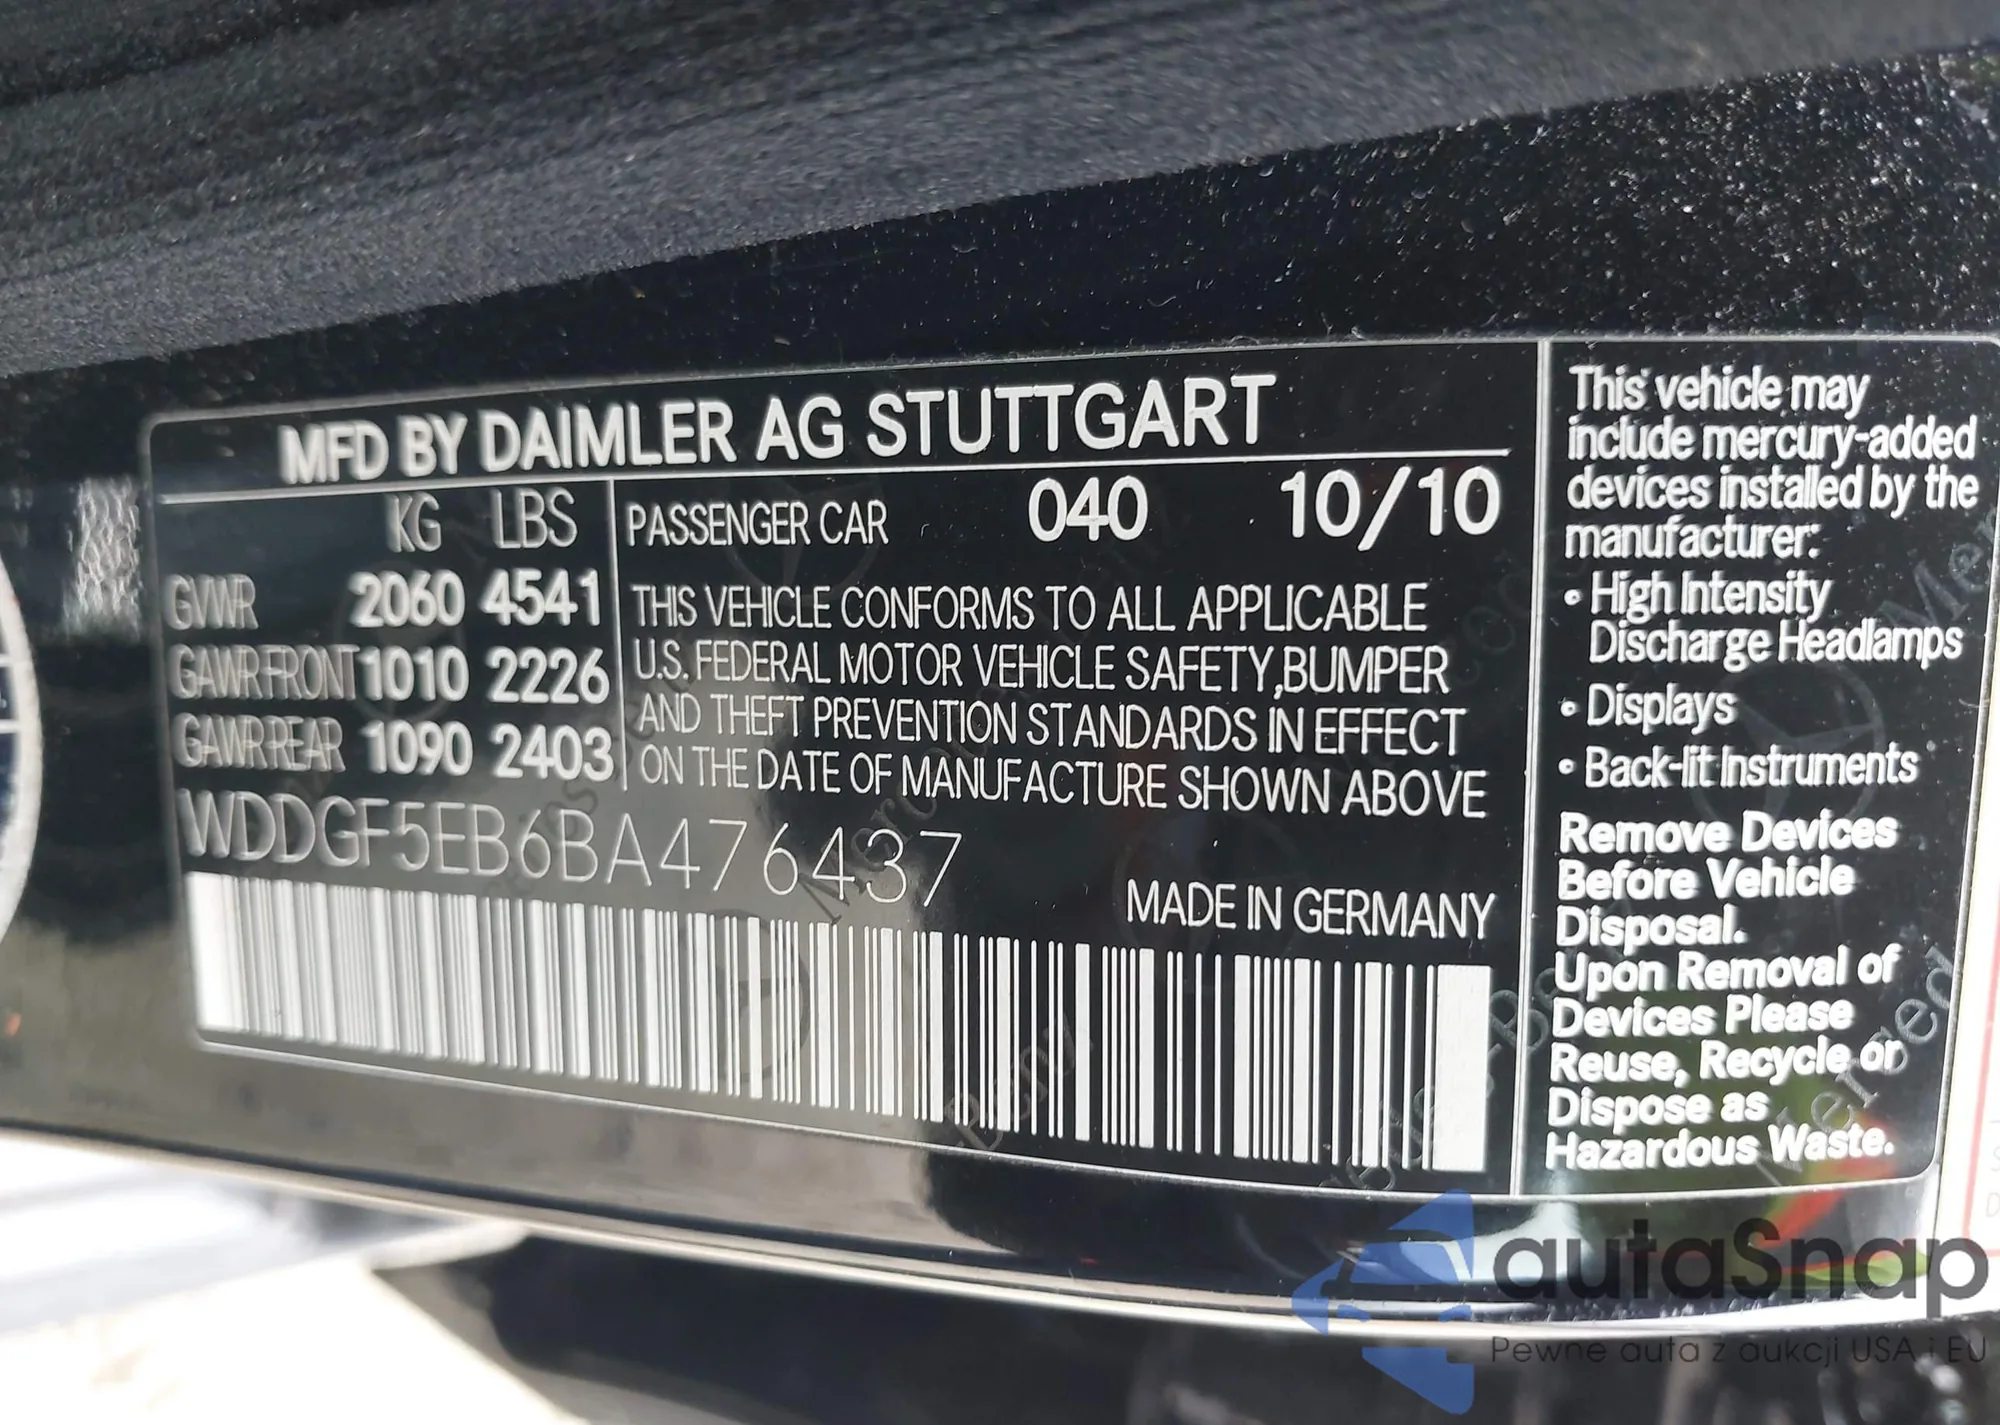 MFD BY DAIMLER AG STUTTGART
KG LBS
GVWR 2060 4541
GAWR FRONT 1010 2226
GAWR REAR 1090 2403
PASSENGER CAR 040 10/10
THIS VEHICLE CONFORMS TO ALL APPLICABLE
U.S. FEDERAL MOTOR VEHICLE SAFETY, BUMPER
AND THEFT PREVENTION STANDARDS IN EFFECT
ON THE DATE OF MANUFACTURE SHOWN ABOVE
WDDGF5EB6BA476437
MADE IN GERMANY
This vehicle may
include mercury-added
devices installed by the
manufacturer:
• High Intensity
Discharge Headlamps
• Displays
• Back-lit Instruments
Remove Devices
Before Vehicle
Disposal.
Upon Removal of
Devices Please
Reuse, Recycle or
Dispose as
Hazardous Waste.
autaSnap
Pewne auta z aukcji USA i EU